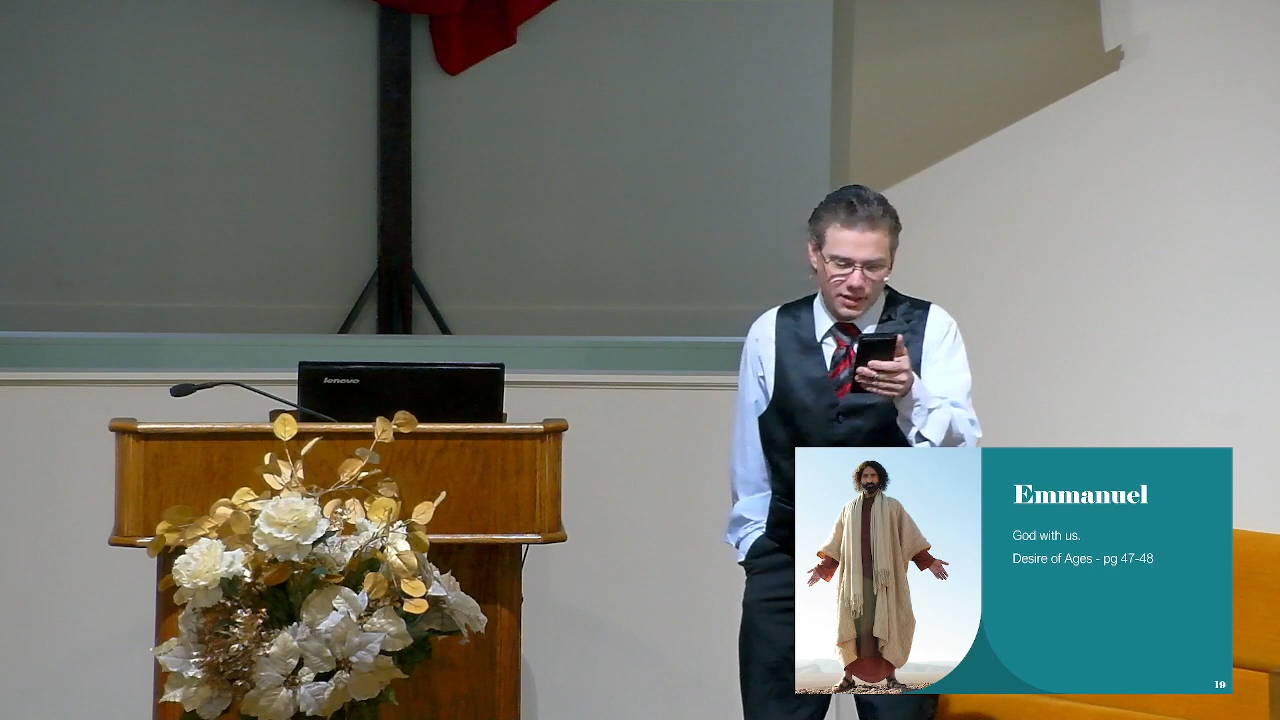 lenovo
Emmanuel
God with us.
Desire of Ages - pg 47-48
19